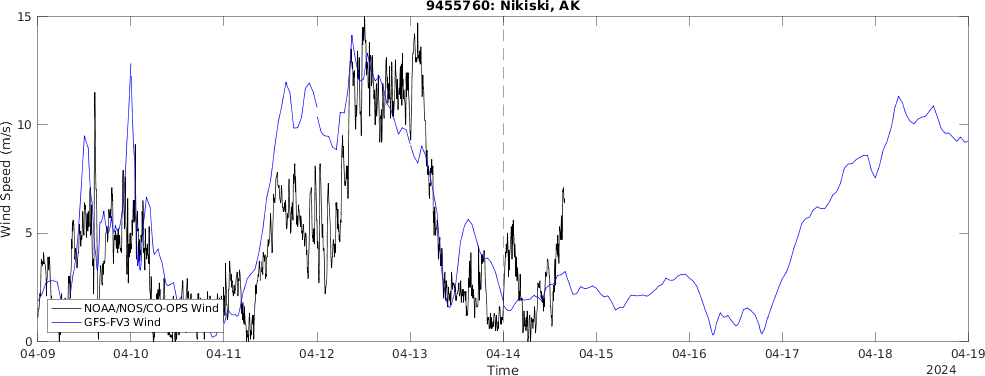 9455760: Nikiski, AK
15
10
5
0
Wind Speed (m/s)
NOAA/NOS/CO-OPS Wind
GFS-FV3 Wind
04-09 04-10 04-11 04-12 04-13 04-14 04-15 04-16 04-17 04-18 04-19
Time
2024